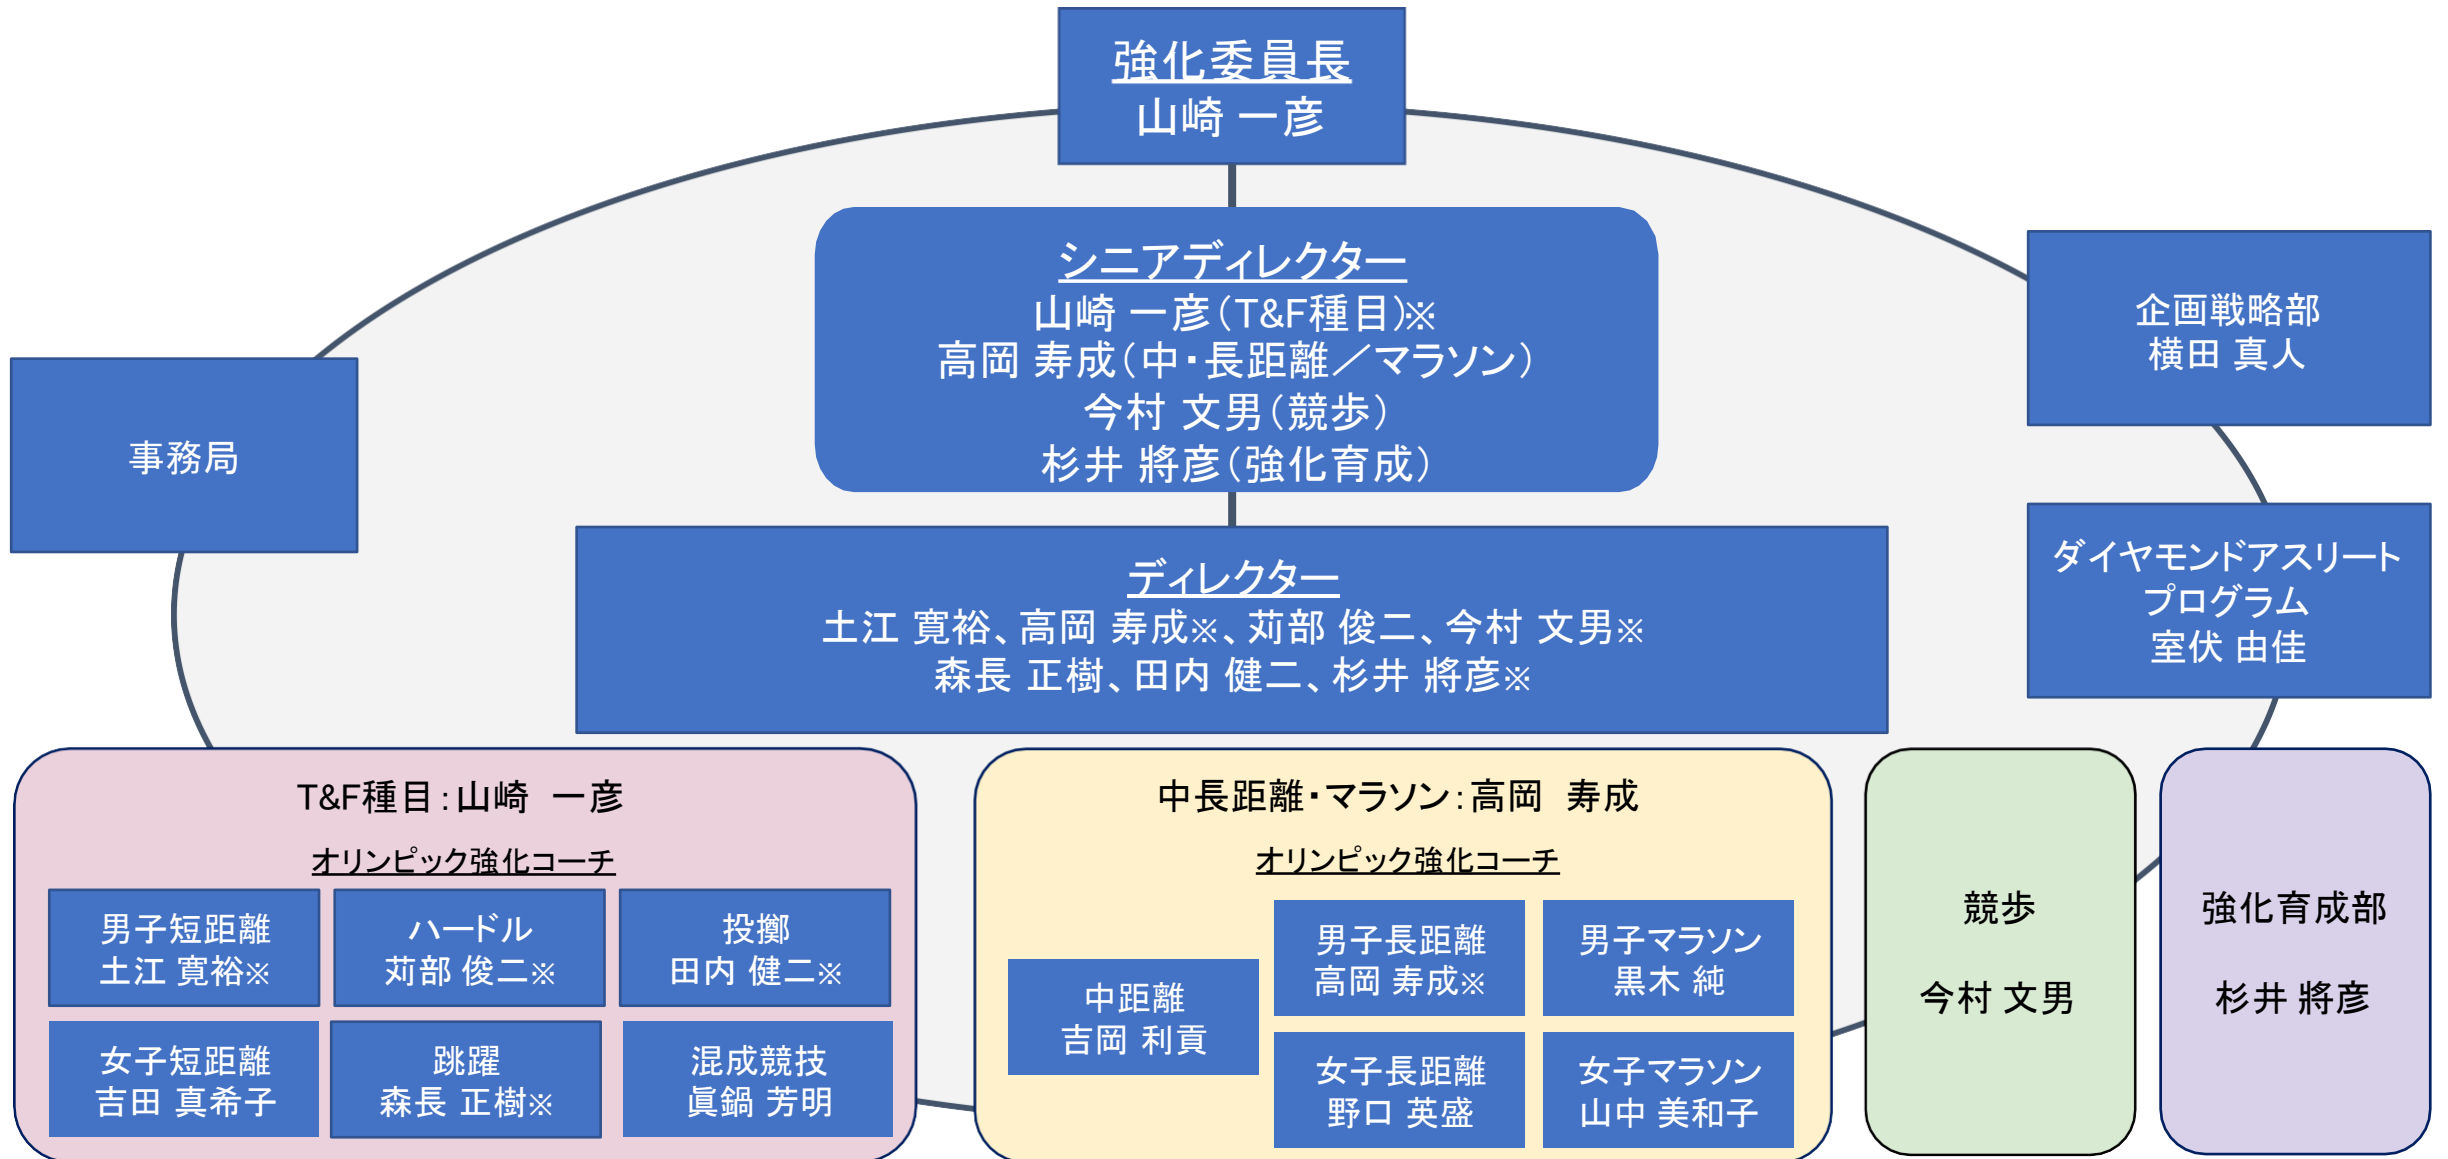 強化委員長
山崎 一彦
シニアディレクター
山崎 一彦（T&F種目）※
高岡 寿成（中・長距離／マラソン）
今村 文男（競歩）
杉井 將彦（強化育成）
企画戦略部
横田 真人
事務局
ダイヤモンドアスリート
プログラム
室伏 由佳
ディレクター
土江 寛裕、高岡 寿成※、苅部 俊二、今村 文男※
森長 正樹、田内 健二、杉井 將彦※
T&F種目：山崎　一彦
オリンピック強化コーチ
男子短距離
土江 寛裕※
ハードル
苅部 俊二※
投擲
田内 健二※
女子短距離
吉田 真希子
跳躍
森長 正樹※
混成競技
眞鍋 芳明
中長距離・マラソン：高岡　寿成
オリンピック強化コーチ
中距離
吉岡 利貢
男子長距離
高岡 寿成※
男子マラソン
黒木 純
女子長距離
野口 英盛
女子マラソン
山中 美和子
競歩
今村 文男
強化育成部
杉井 將彦